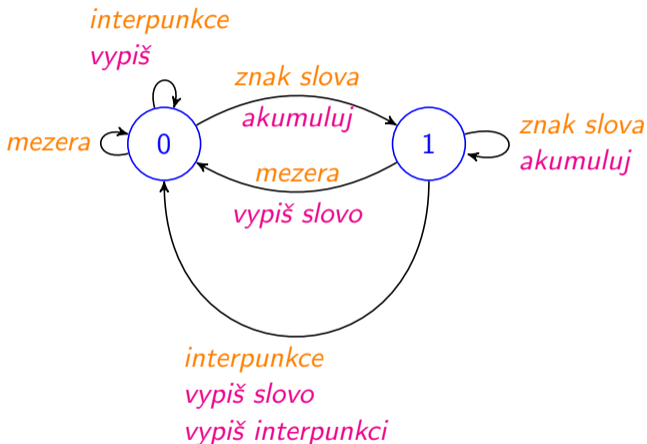 interpunkce
vypiš
znak slova
akumuluj
mezera
0
1
znak slova
akumuluj
mezera
vypiš slovo
interpunkce
vypiš slovo
vypiš interpunkci